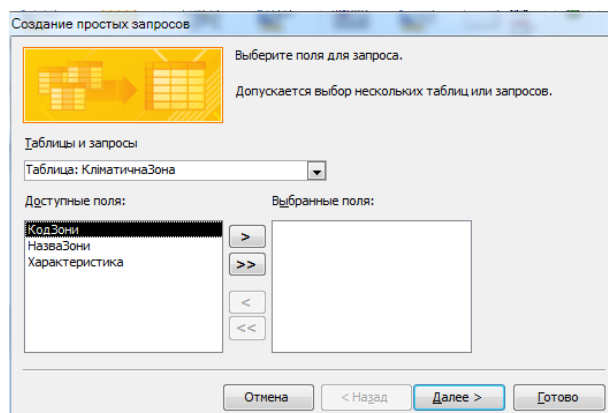 Создание простых запросов
Выберите поля для запроса.
Допускается выбор нескольких таблиц или запросов.
Таблицы и запросы
Таблица: КліматичнаЗона
Доступные поля:
Выбранные поля:
КодЗони
НазваЗони
Характеристика
>
>>
<
<<
Отмена
< Назад
Далее >
Готово